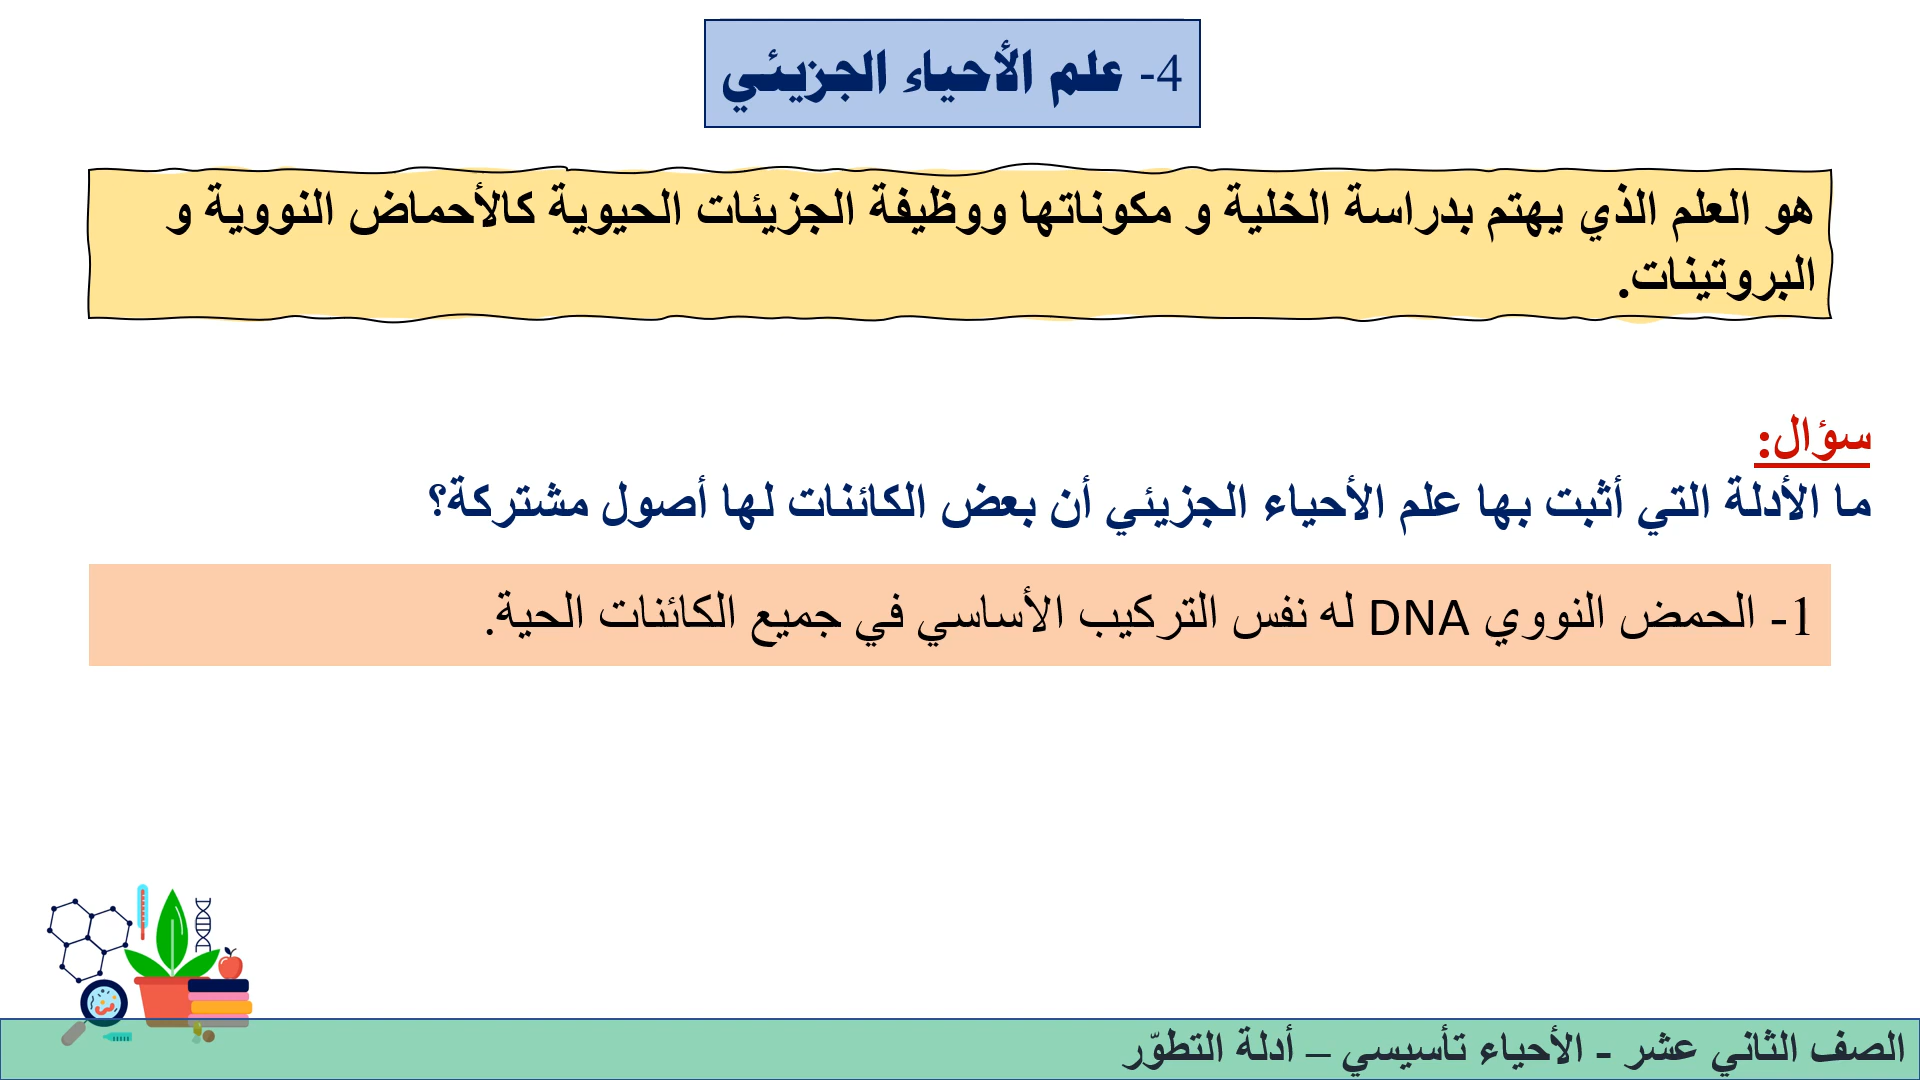 4- علم الأحياء الجزيئي
هو العلم الذي يهتم بدراسة الخلية و مكوناتها ووظيفة الجزيئات الحيوية كالأحماض النووية و
البروتينات.
سؤال:
ما الأدلة التي أثبت بها علم الأحياء الجزيئي أن بعض الكائنات لها أصول مشتركة؟
1- الحمض النووي DNA له نفس التركيب الأساسي في جميع الكائنات الحية.
الصف الثاني عشر - الأحياء تأسيسي – أدلة التطوّر